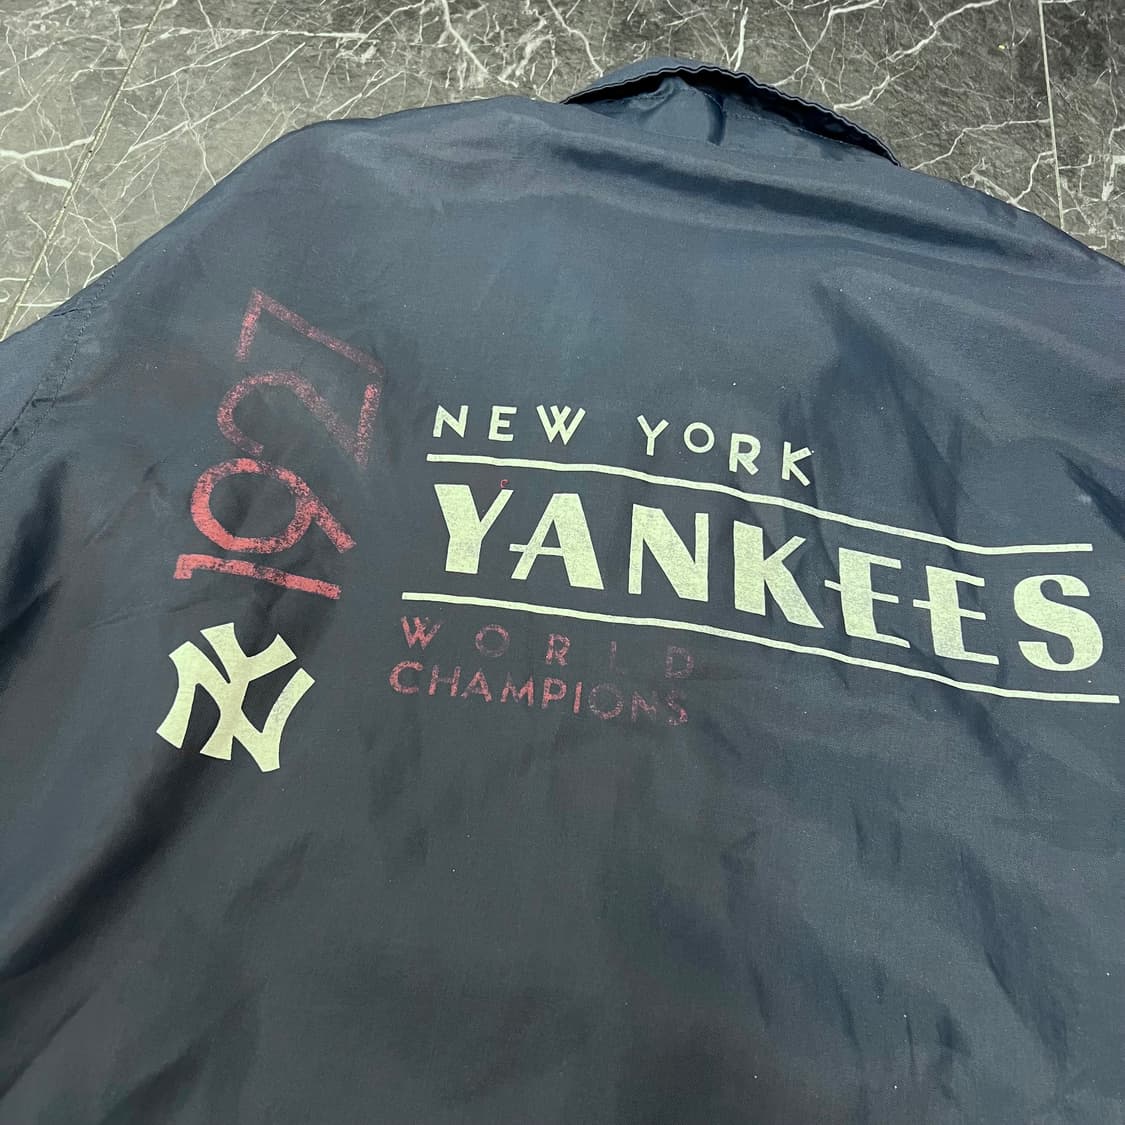 1927
NY
NEW YORK
YANKEES
WORLD
CHAMPIONS